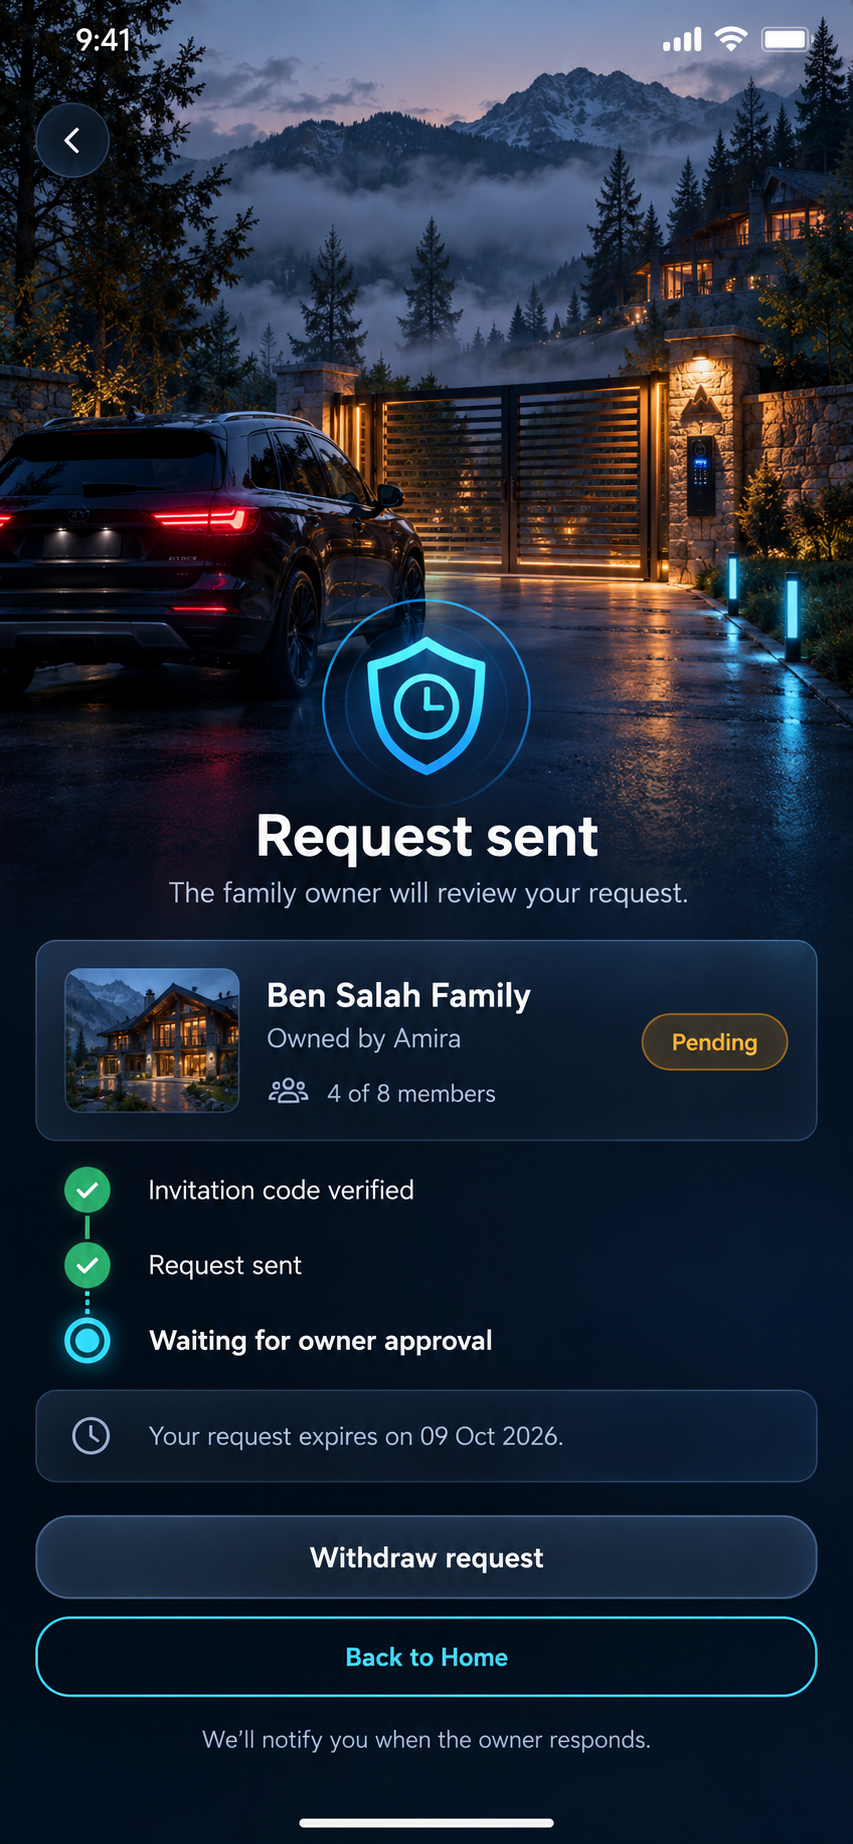 9:41
Request sent
The family owner will review your request.
Ben Salah Family
Owned by Amira
Pending
4 of 8 members
Invitation code verified
Request sent
Waiting for owner approval
Your request expires on 09 Oct 2026.
Withdraw request
Back to Home
We'll notify you when the owner responds.